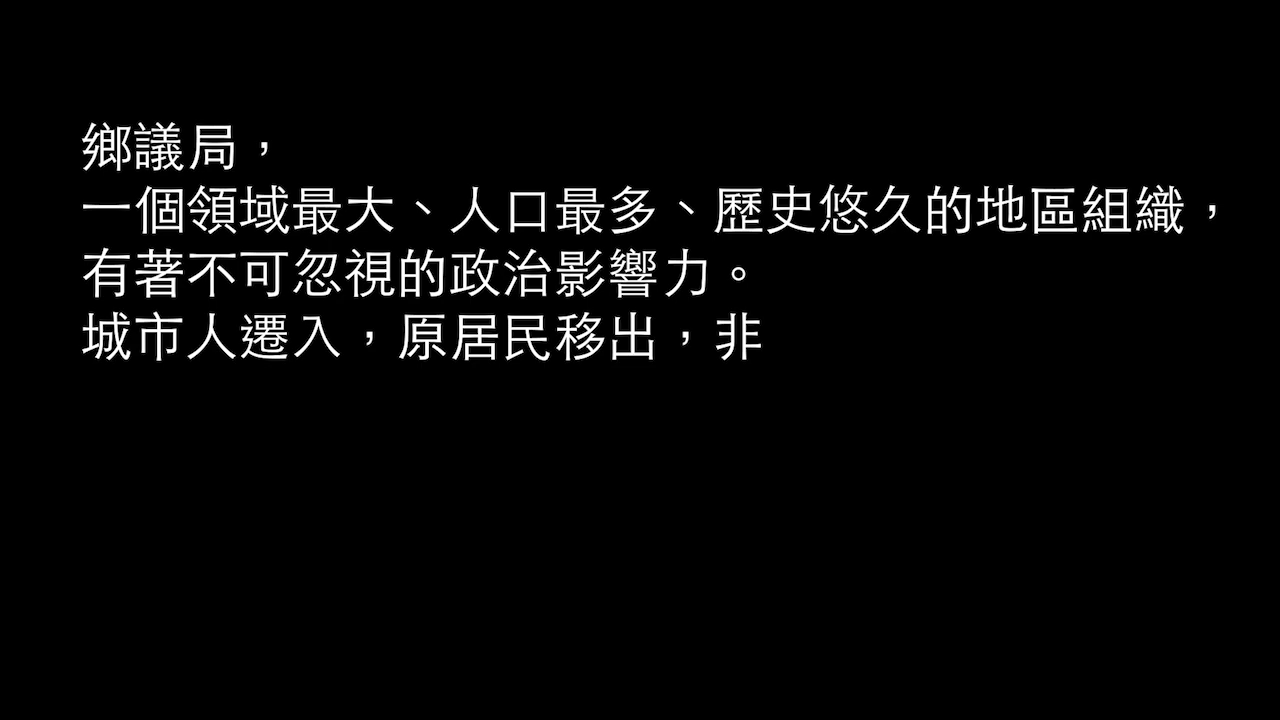 鄉議局，
一個領域最大、人口最多、歷史悠久的地區組織，
有著不可忽視的政治影響力。
城市人遷入，原居民移出，非